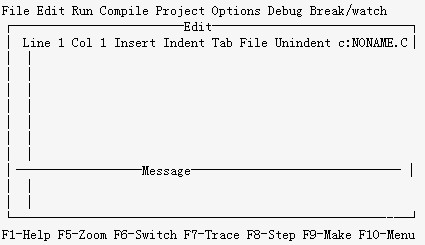 File Edit Run Compile Project Options Debug Break/watch
Edit
Line 1 Col 1 Insert Indent Tab File Unindent c:NONAME.C
Message
F1-Help F5-Zoom F6-Switch F7-Trace F8-Step F9-Make F10-Menu